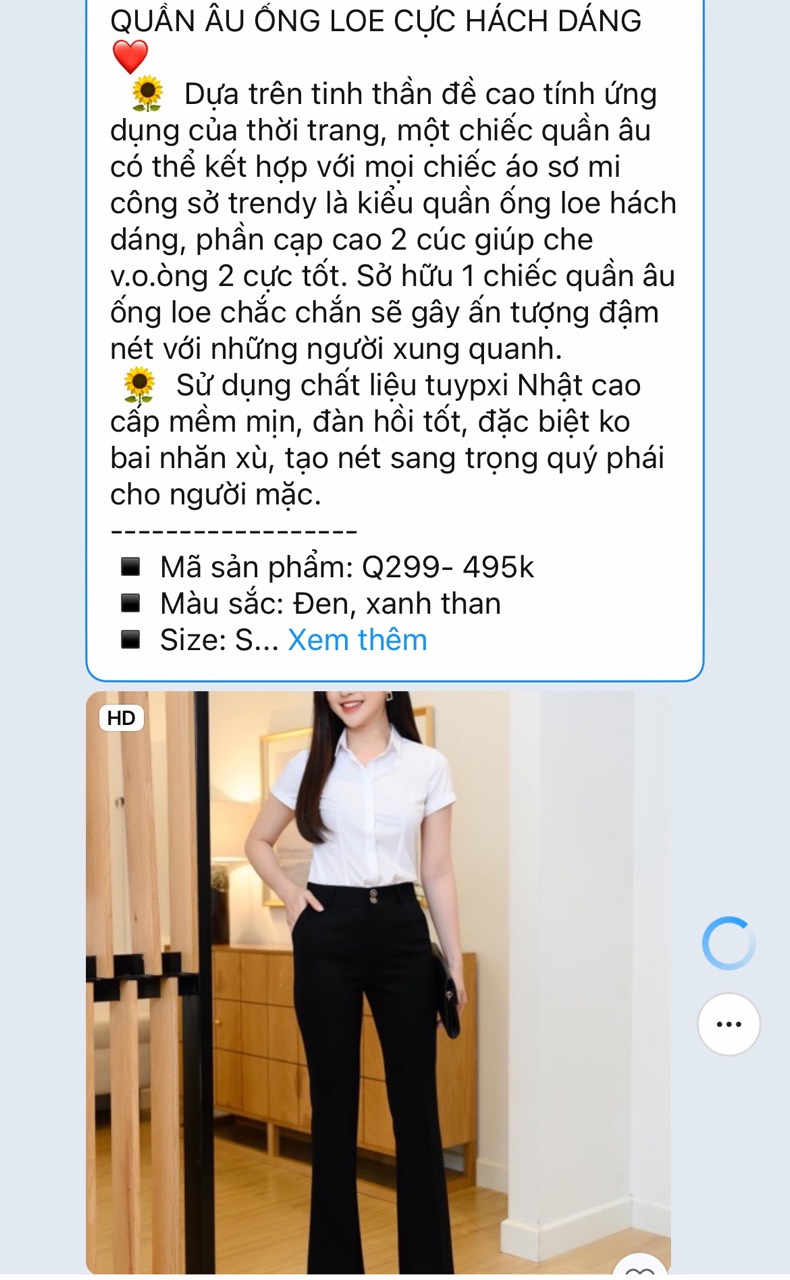 QUẦN ÂU ỐNG LOE CỰC HÁCH DÁNG
❤️
🌻 Dựa trên tinh thần đề cao tính ứng
dụng của thời trang, một chiếc quần âu
có thể kết hợp với mọi chiếc áo sơ mi
công sở trendy là kiểu quần ống loe hách
dáng, phần cạp cao 2 cúc giúp che
v.o.òng 2 cực tốt. Sở hữu 1 chiếc quần âu
ống loe chắc chắn sẽ gây ấn tượng đậm
nét với những người xung quanh.
🌻 Sử dụng chất liệu tuypxi Nhật cao
cấp mềm mịn, đàn hồi tốt, đặc biệt ko
bai nhăn xù, tạo nét sang trọng quý phái
cho người mặc.
------------------
◾ Mã sản phẩm: Q299- 495k
◾ Màu sắc: Đen, xanh than
◾ Size: S... Xem thêm
HD